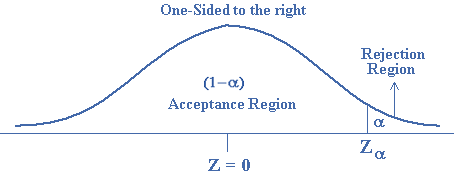 One-Sided to the right
Rejection
Region
(1−α)
Acceptance Region
α
Zα
Z = 0